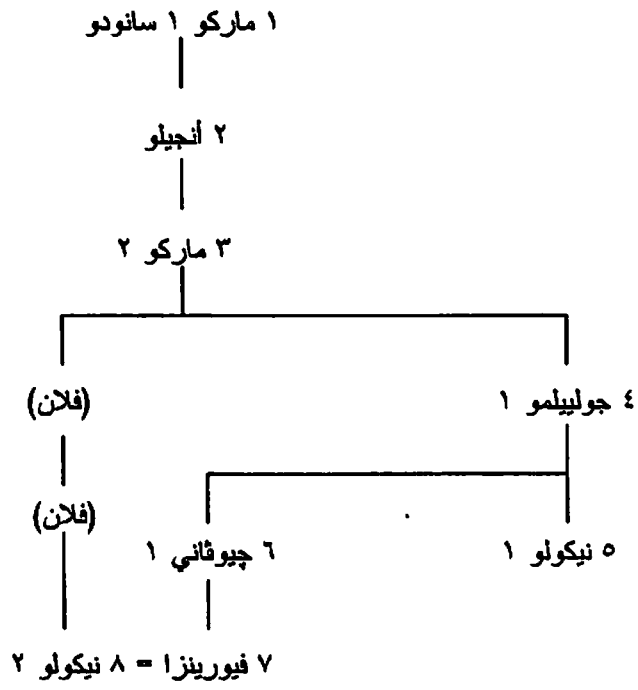 ١ ماركو ١ سانودو
٢ أنجيلو
٣ ماركو ٢
٤ جولييلمو ١
(فلان)
(فلان)
٥ نيكولو ١
٦ چيوڤاني ١
٧ فيورينزا = ٨ نيكولو ٢